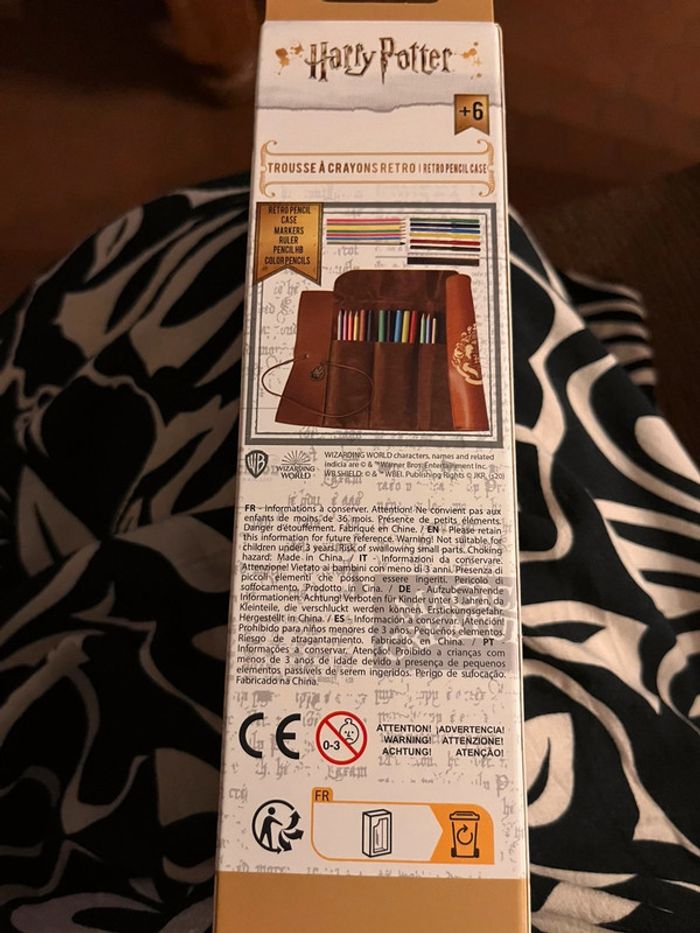 Harry Potter
+6
TROUSSE À CRAYONS RETRO | RETRO PENCIL CASE
RETRO PENCIL
CASE
MARKERS
RULER
PENCIL HB
COLOR PENCILS
WB
WIZARDING
WORLD
WIZARDING WORLD characters, names and related
indicia are © & ™ Warner Bros. Entertainment Inc.
WB SHIELD: © & ™ WBEI. Publishing Rights © JKR. (s20)
FR - Informations à conserver. Attention! Ne convient pas aux
enfants de moins de 36 mois. Présence de petits éléments.
Danger d'étouffement. Fabriqué en Chine. / EN - Please retain
this information for future reference. Warning! Not suitable for
children under 3 years. Risk of swallowing small parts. Choking
hazard. Made in China. / IT - Informazioni da conservare.
Attenzione! Vietato ai bambini con meno di 3 anni. Presenza di
piccoli elementi che possono essere ingeriti. Pericolo di
soffocamento. Prodotto in Cina. / DE - Aufzubewahrende
Informationen. Achtung! Verboten für Kinder unter 3 Jahren, da
Kleinteile, die verschluckt werden können. Erstickungsgefahr.
Hergestellt in China. / ES - Información a conservar. ¡Atención!
Prohibido para niños menores de 3 años. Pequeños elementos.
Riesgo de atragantamiento. Fabricado en China. / PT -
Informações a conservar. Atenção! Proibido a crianças com
menos de 3 anos de idade devido à presença de pequenos
elementos passíveis de serem ingeridos. Perigo de sufocação.
Fabricado na China.
CE
0-3
ATTENTION! ¡ADVERTENCIA!
WARNING! ATTENZIONE!
ACHTUNG! ATENÇÃO!
FR